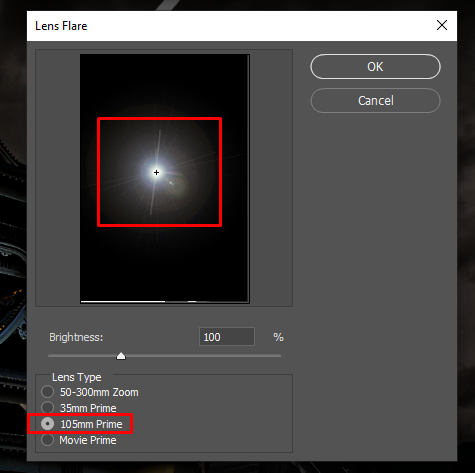 Lens Flare
OK
Cancel
Brightness: 100 %
Lens Type
50-300mm Zoom
35mm Prime
105mm Prime
Movie Prime